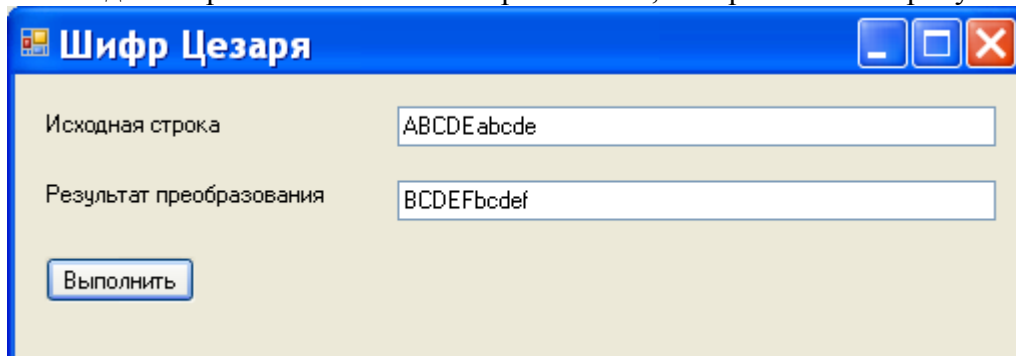 Шифр Цезаря
Исходная строка ABCDEabcde
Результат преобразования BCDEFbcdef
Выполнить